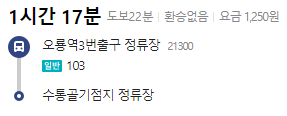 1시간 17분 도보22분 | 환승없음 | 요금 1,250원
오룡역3번출구 정류장 21300
일반 103
수통골기점지 정류장